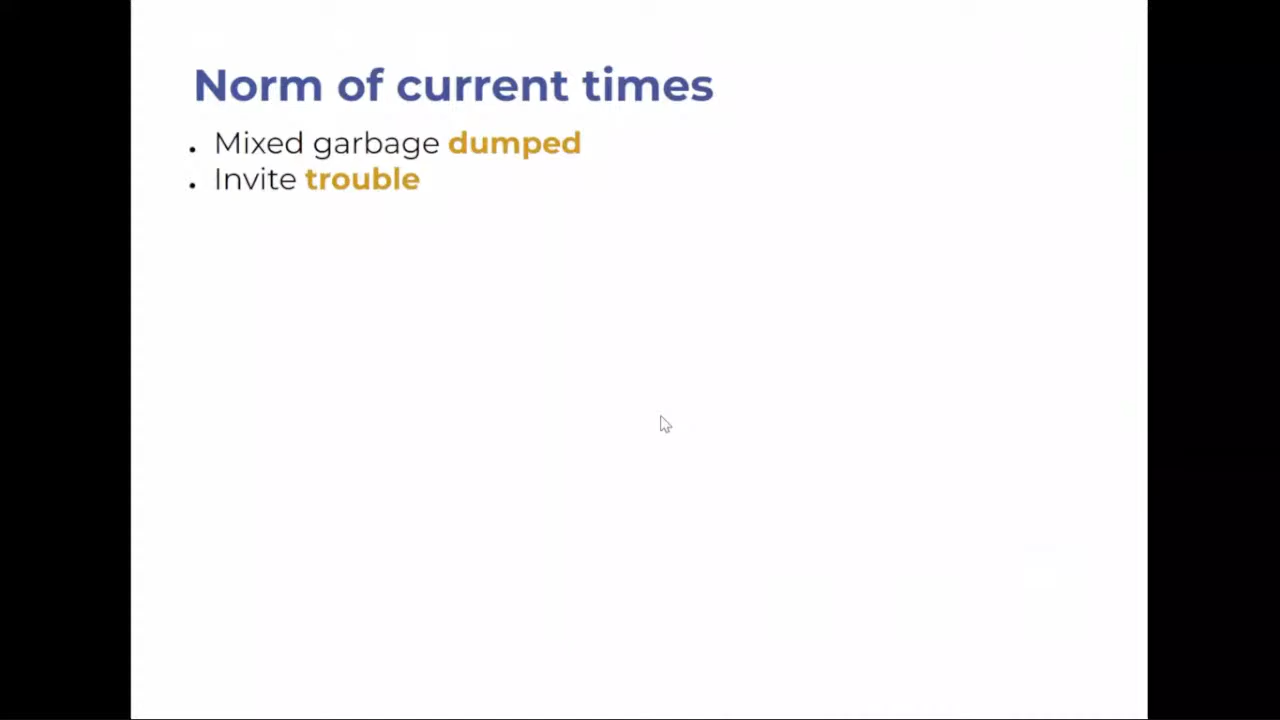 Norm of current times
• Mixed garbage dumped
• Invite trouble